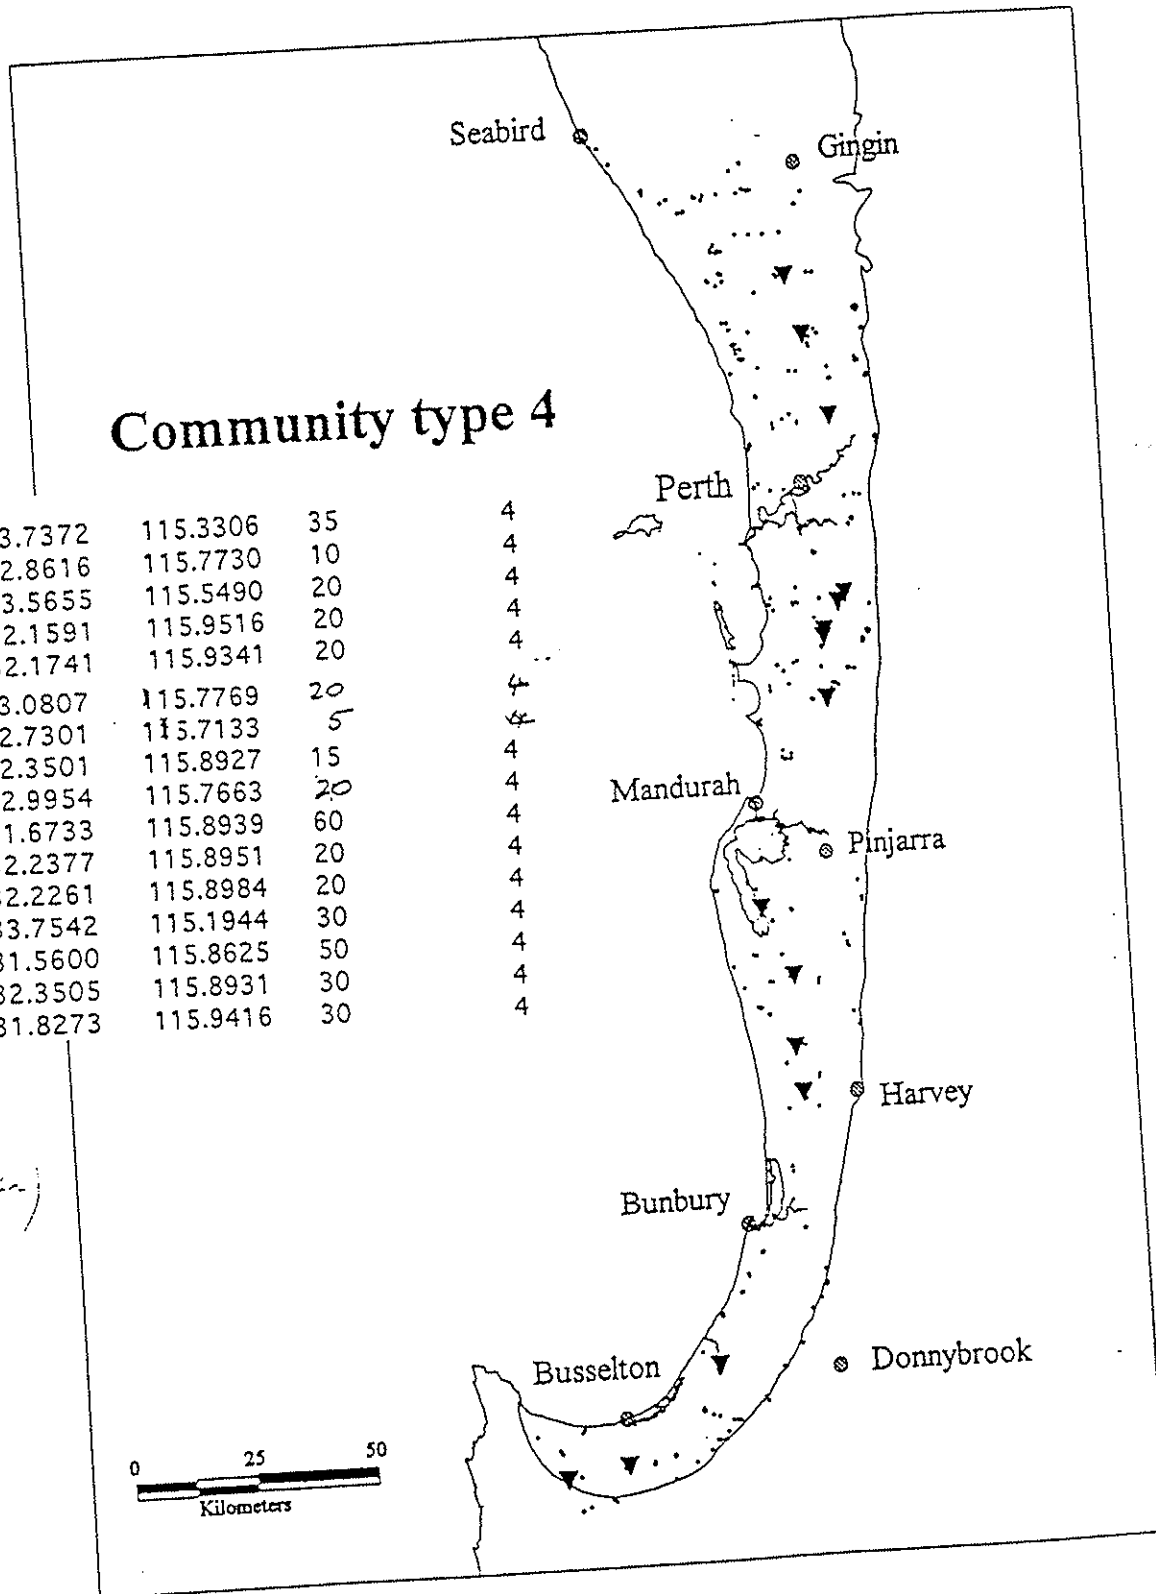 Seabird
Gingin
Community type 4
Perth
3.7372 115.3306 35 4
2.8616 115.7730 10 4
3.5655 115.5490 20 4
2.1591 115.9516 20 4
2.1741 115.9341 20 4
3.0807 115.7769 20 4
2.7301 115.7133 5 4
2.3501 115.8927 15 4
2.9954 115.7663 20 4
1.6733 115.8939 60 4
2.2377 115.8951 20 4
2.2261 115.8984 20 4
33.7542 115.1944 30 4
31.5600 115.8625 50 4
32.3505 115.8931 30 4
31.8273 115.9416 30 4
Mandurah
Pinjarra
Harvey
Bunbury
Busselton
Donnybrook
0 25 50
Kilometers